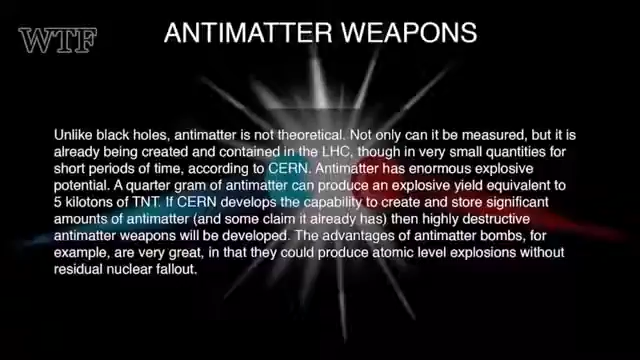 WTF
ANTIMATTER WEAPONS
Unlike black holes, antimatter is not theoretical. Not only can it be measured, but it is
already being created and contained in the LHC, though in very small quantities for
short periods of time, according to CERN. Antimatter has enormous explosive
potential. A quarter gram of antimatter can produce an explosive yield equivalent to
5 kilotons of TNT. If CERN develops the capability to create and store significant
amounts of antimatter (and some claim it already has) then highly destructive
antimatter weapons will be developed. The advantages of antimatter bombs, for
example, are very great, in that they could produce atomic level explosions without
residual nuclear fallout.